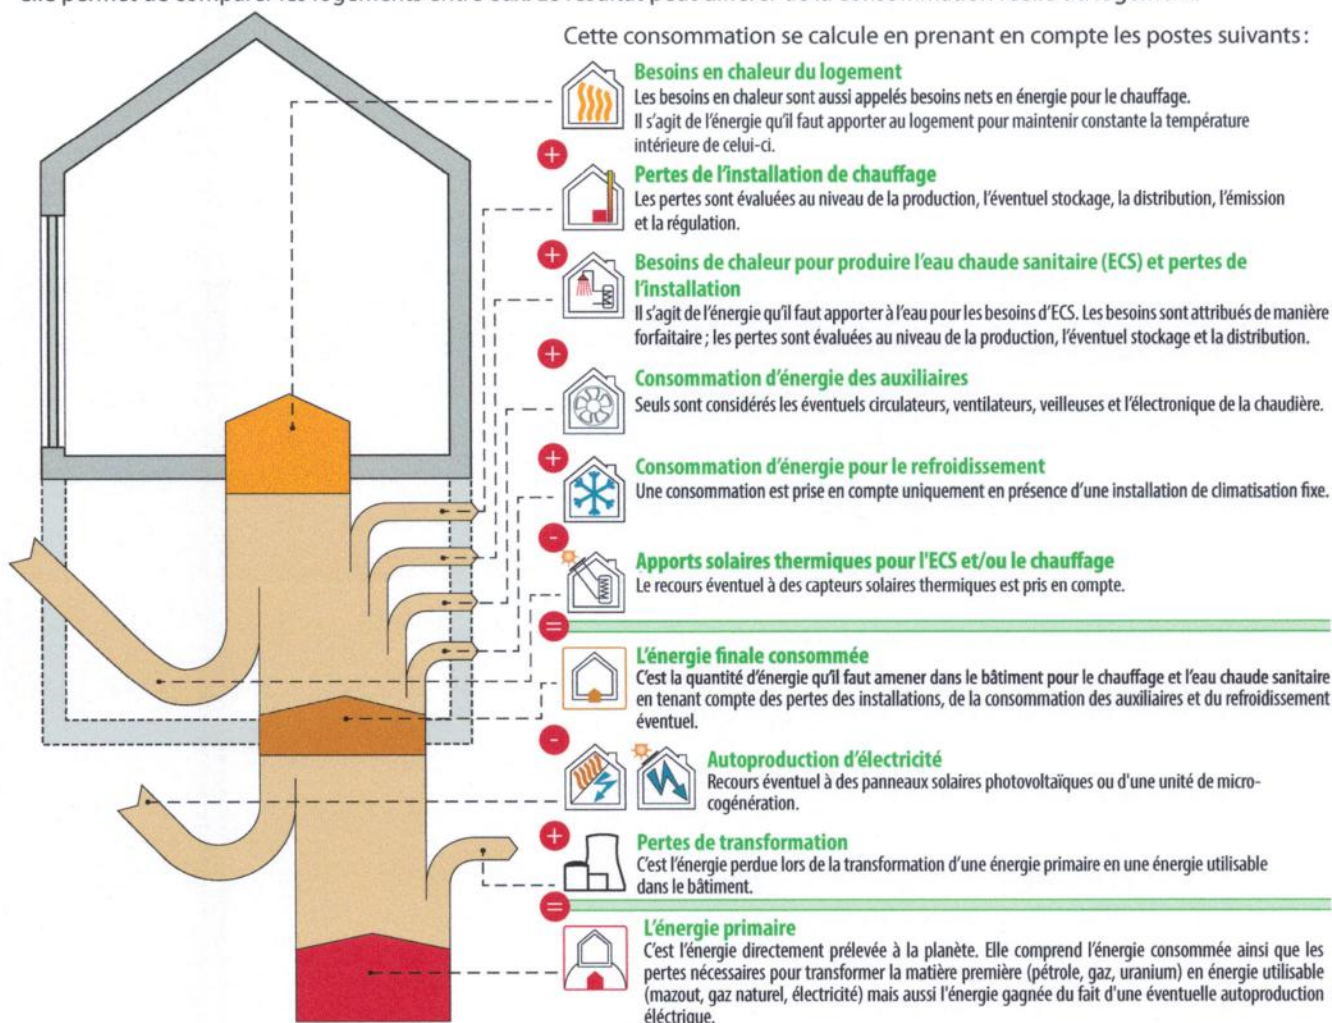 Cette consommation se calcule en prenant en compte les postes suivants :
Besoins en chaleur du logement
Les besoins en chaleur sont aussi appelés besoins nets en énergie pour le chauffage.
Il s'agit de l'énergie qu'il faut apporter au logement pour maintenir constante la température
intérieure de celui-ci.
+
Pertes de l'installation de chauffage
Les pertes sont évaluées au niveau de la production, l'éventuel stockage, la distribution, l'émission
et la régulation.
+
Besoins de chaleur pour produire l'eau chaude sanitaire (ECS) et pertes de
l'installation
Il s'agit de l'énergie qu'il faut apporter à l'eau pour les besoins d'ECS. Les besoins sont attribués de manière
forfaitaire ; les pertes sont évaluées au niveau de la production, l'éventuel stockage et la distribution.
+
Consommation d'énergie des auxiliaires
Seuls sont considérés les éventuels circulateurs, ventilateurs, veilleuses et l'électronique de la chaudière.
+
Consommation d'énergie pour le refroidissement
Une consommation est prise en compte uniquement en présence d'une installation de climatisation fixe.
-
Apports solaires thermiques pour l'ECS et/ou le chauffage
Le recours éventuel à des capteurs solaires thermiques est pris en compte.
=
L'énergie finale consommée
C'est la quantité d'énergie qu'il faut amener dans le bâtiment pour le chauffage et l'eau chaude sanitaire
en tenant compte des pertes des installations, de la consommation des auxiliaires et du refroidissement
éventuel.
-
Autoproduction d'électricité
Recours éventuel à des panneaux solaires photovoltaïques ou d'une unité de micro-
cogénération.
+
Pertes de transformation
C'est l'énergie perdue lors de la transformation d'une énergie primaire en une énergie utilisable
dans le bâtiment.
=
L'énergie primaire
C'est l'énergie directement prélevée à la planète. Elle comprend l'énergie consommée ainsi que les
pertes nécessaires pour transformer la matière première (pétrole, gaz, uranium) en énergie utilisable
(mazout, gaz naturel, électricité) mais aussi l'énergie gagnée du fait d'une éventuelle autoproduction
éléctrique.